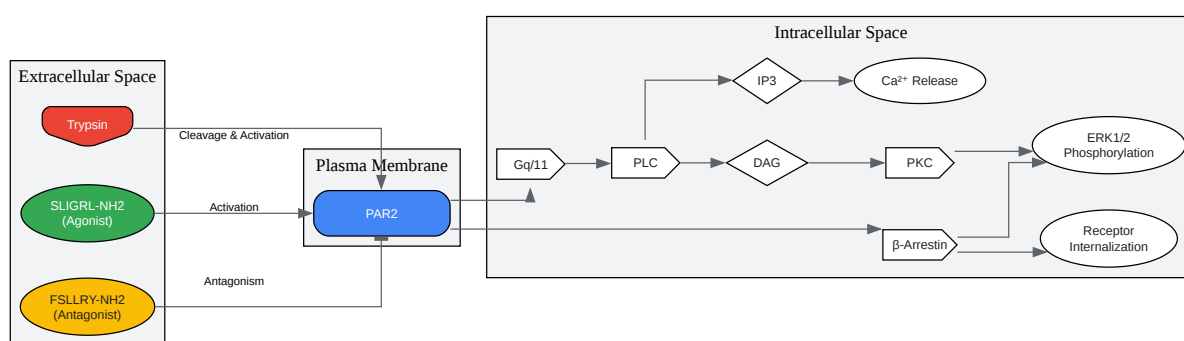 Extracellular Space
Trypsin
Cleavage & Activation
SLIGRL-NH2
(Agonist)
Activation
FSLLRY-NH2
(Antagonist)
Antagonism
Plasma Membrane
PAR2
Intracellular Space
IP3
Ca²⁺ Release
Gq/11
PLC
DAG
PKC
ERK1/2
Phosphorylation
β-Arrestin
Receptor
Internalization